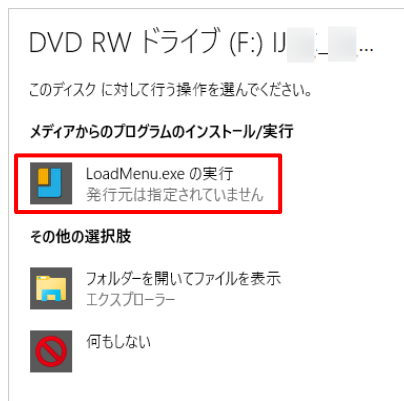 DVD RW ドライブ (F:) IJ _ ...
このディスク に対して行う操作を選んでください。
メディアからのプログラムのインストール/実行
LoadMenu.exe の実行
発行元は指定されていません
その他の選択肢
フォルダーを開いてファイルを表示
エクスプローラー
何もしない